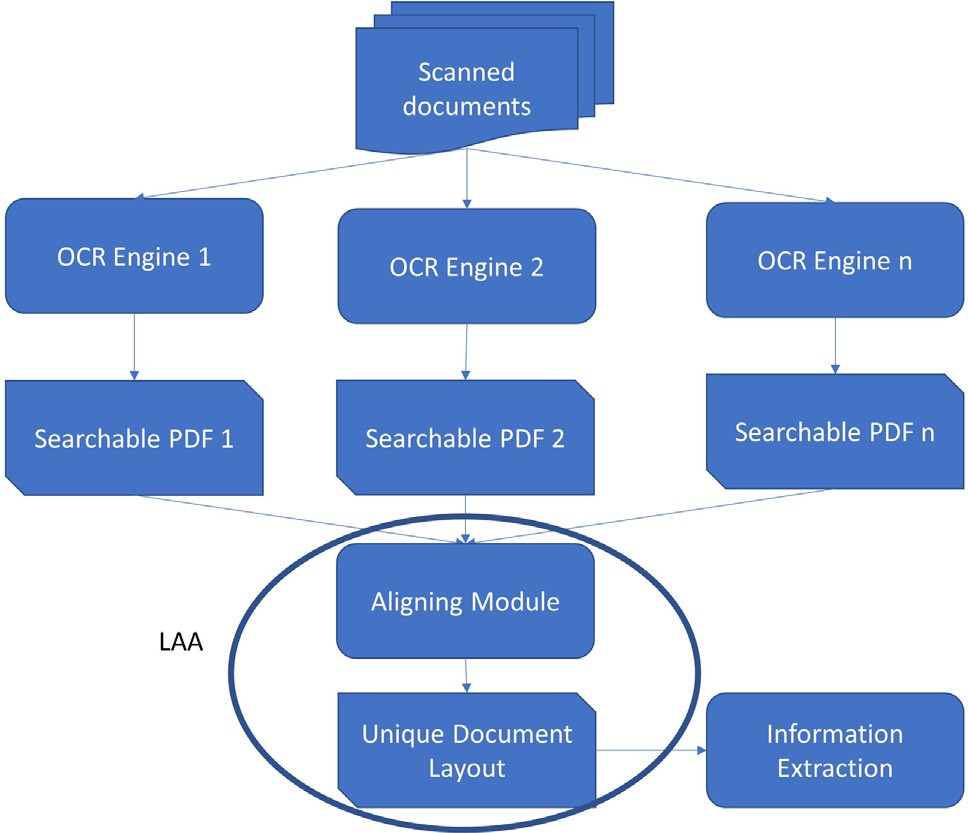 Scanned
documents
OCR Engine 1
OCR Engine 2
OCR Engine n
Searchable PDF 1
Searchable PDF 2
Searchable PDF n
Aligning Module
LAA
Unique Document
Layout
Information
Extraction